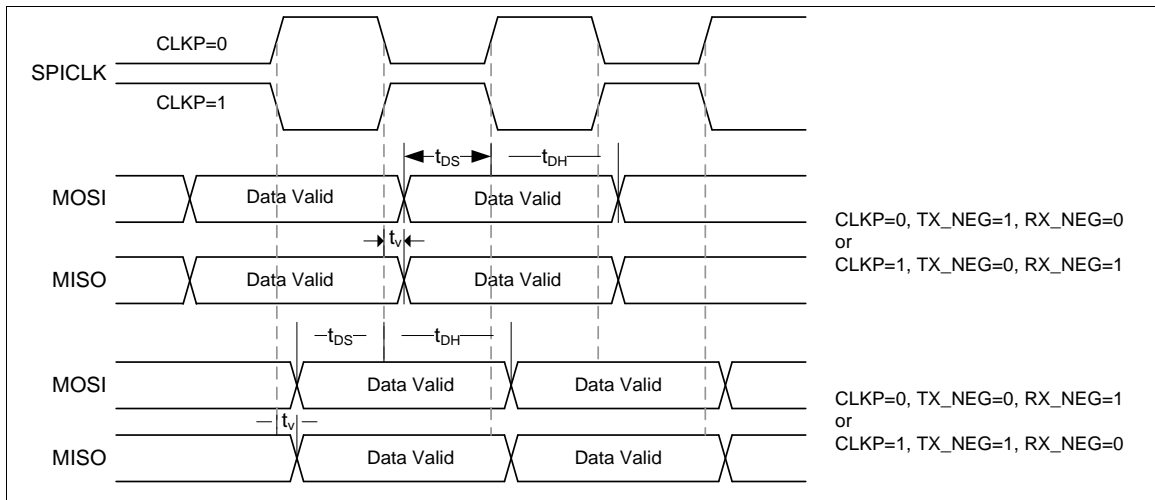 CLKP=0
SPICLK
CLKP=1
tDS
tDH
MOSI
Data Valid
Data Valid
CLKP=0, TX_NEG=1, RX_NEG=0
or
CLKP=1, TX_NEG=0, RX_NEG=1
tv
MISO
Data Valid
Data Valid
tDS
tDH
MOSI
Data Valid
Data Valid
CLKP=0, TX_NEG=0, RX_NEG=1
or
CLKP=1, TX_NEG=1, RX_NEG=0
tv
MISO
Data Valid
Data Valid